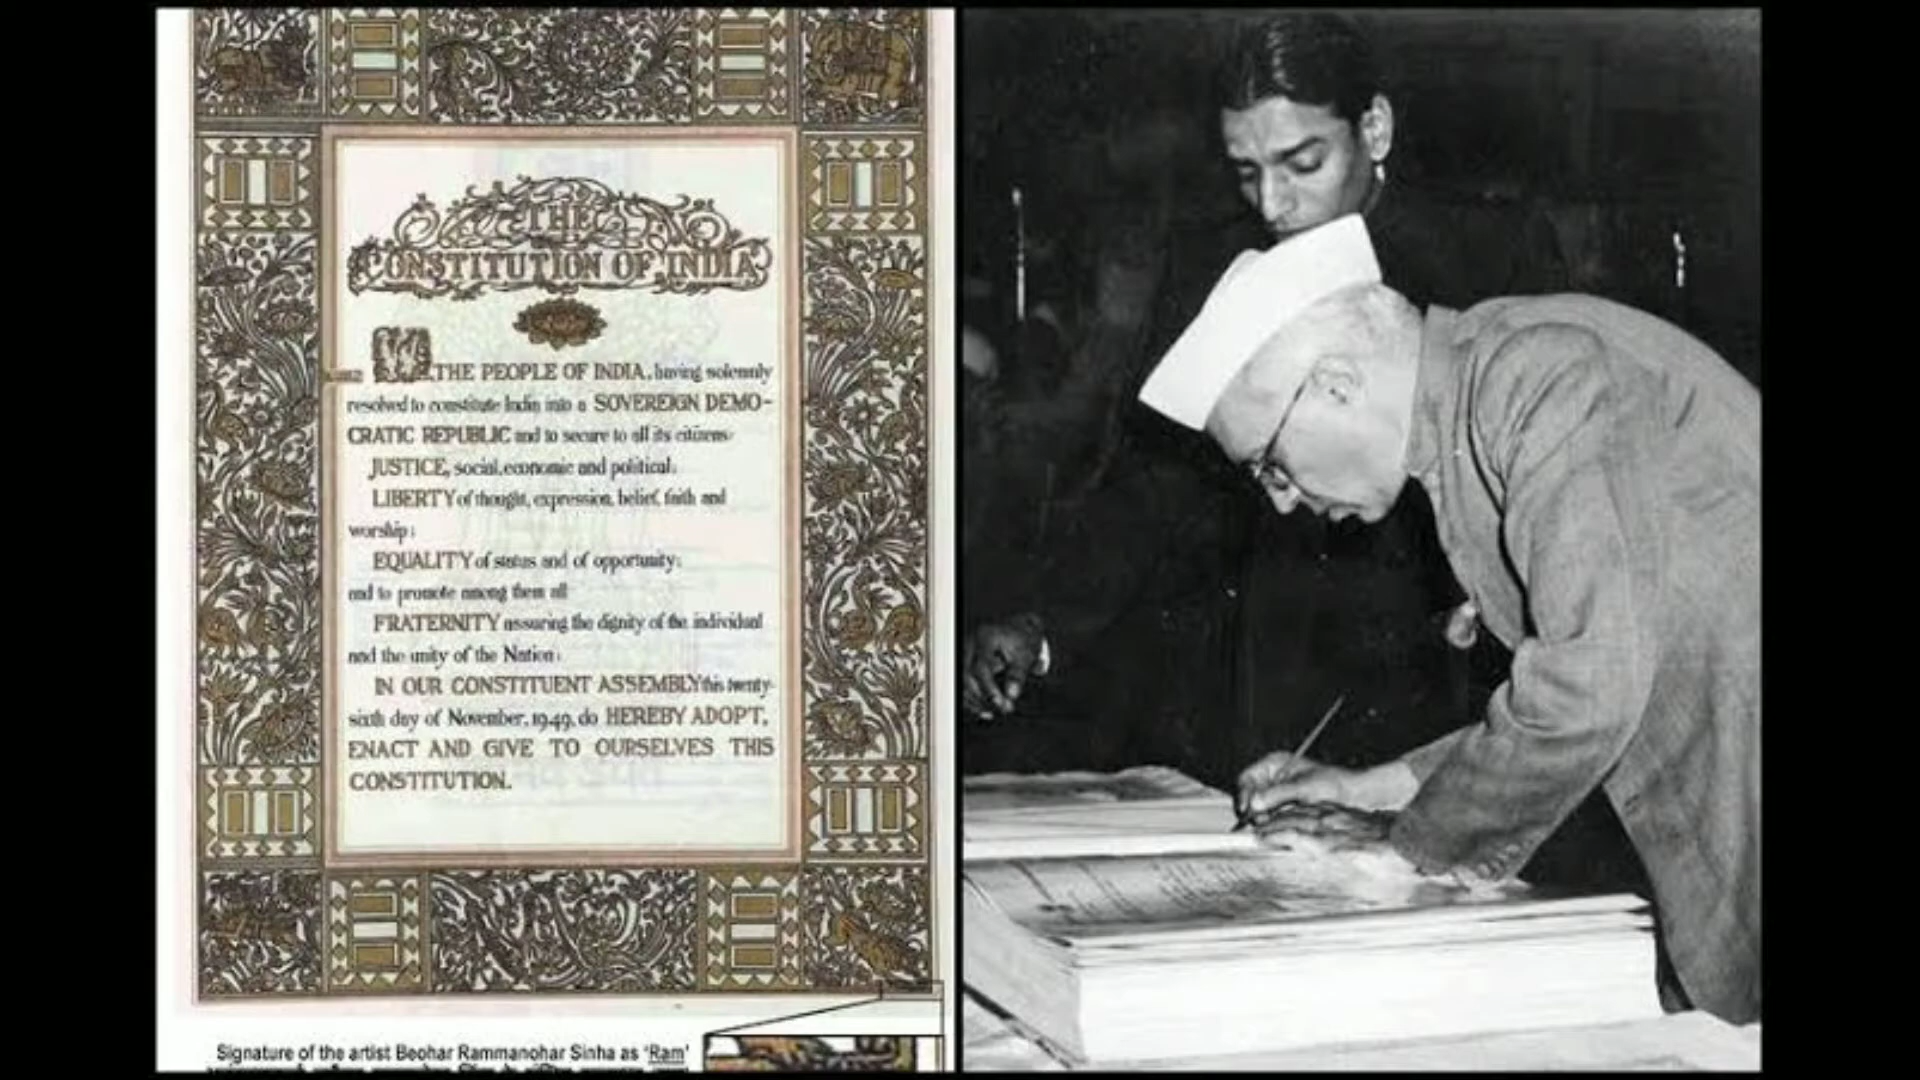 THE
CONSTITUTION OF INDIA
WE, THE PEOPLE OF INDIA, having solemnly
resolved to constitute India into a SOVEREIGN DEMO-
CRATIC REPUBLIC and to secure to all its citizens:
JUSTICE, social, economic and political;
LIBERTY of thought, expression, belief, faith and
worship;
EQUALITY of status and of opportunity;
and to promote among them all
FRATERNITY assuring the dignity of the individual
and the unity of the Nation;
IN OUR CONSTITUENT ASSEMBLY this twenty-
sixth day of November, 1949, do HEREBY ADOPT,
ENACT AND GIVE TO OURSELVES THIS
CONSTITUTION.
Signature of the artist Beohar Rammanohar Sinha as 'Ram'